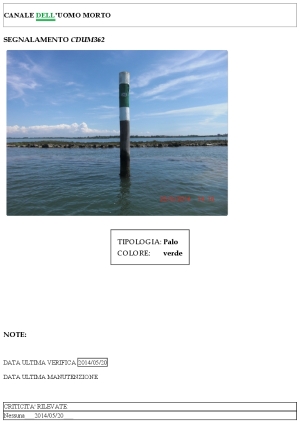 CANALE DELL'UOMO MORTO
SEGNALAMENTO CDUM362
TIPOLOGIA: Palo
COLORE: verde
NOTE:
DATA ULTIMA VERIFICA 2014/05/20
DATA ULTIMA MANUTENZIONE
CRITICITA' RILEVATE
Nessuna 2014/05/20